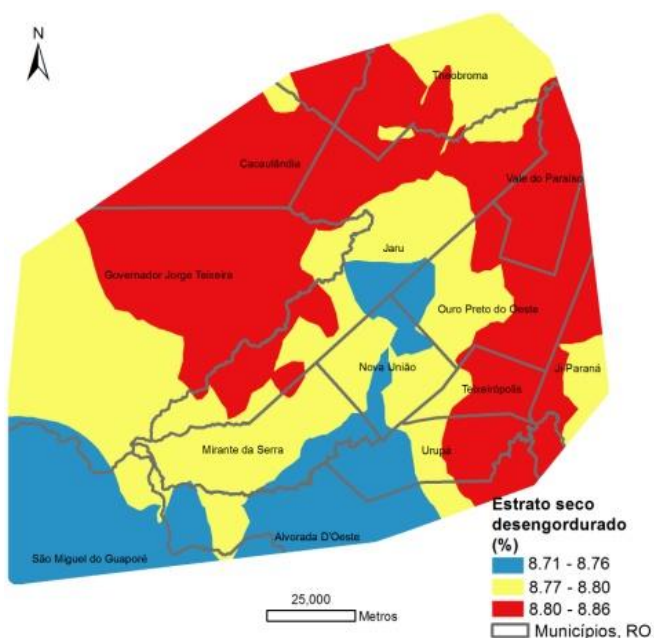 N
Theobroma
Cacaulândia
Vale do Paraíso
Jaru
Governador Jorge Teixeira
Ouro Preto do Oeste
Nova União
Ji-Paraná
Teixeirópolis
Mirante da Serra
Urupá
Alvorada D'Oeste
São Miguel do Guaporé
Estrato seco
desengordurado
(%)
8.71 - 8.76
8.77 - 8.80
8.80 - 8.86
Municípios, RO
25,000
Metros